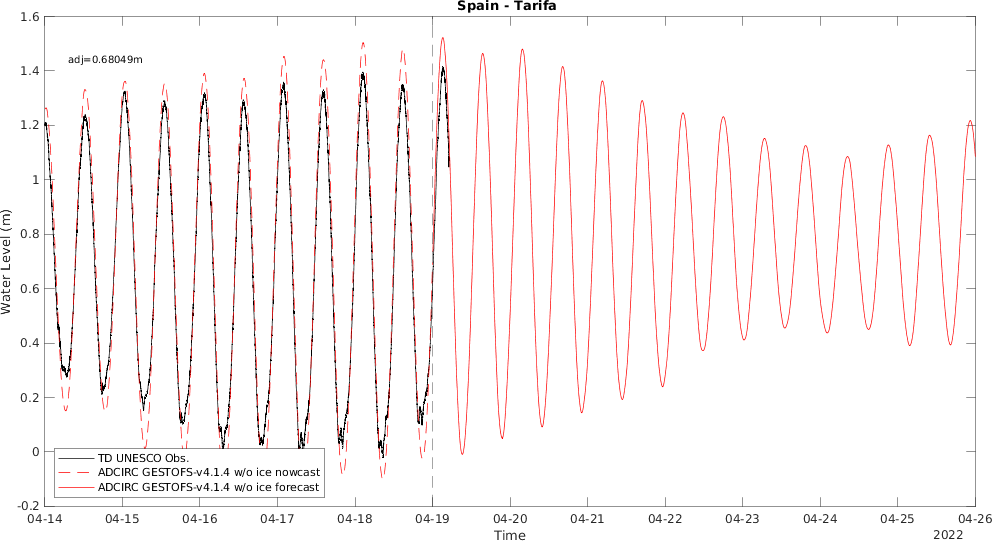 Spain - Tarifa
1.6
1.4
1.2
1
0.8
0.6
0.4
0.2
0
-0.2
Water Level (m)
adj=0.68049m
TD UNESCO Obs.
ADCIRC GESTOFS-v4.1.4 w/o ice nowcast
ADCIRC GESTOFS-v4.1.4 w/o ice forecast
04-14 04-15 04-16 04-17 04-18 04-19 04-20 04-21 04-22 04-23 04-24 04-25 04-26
Time
2022